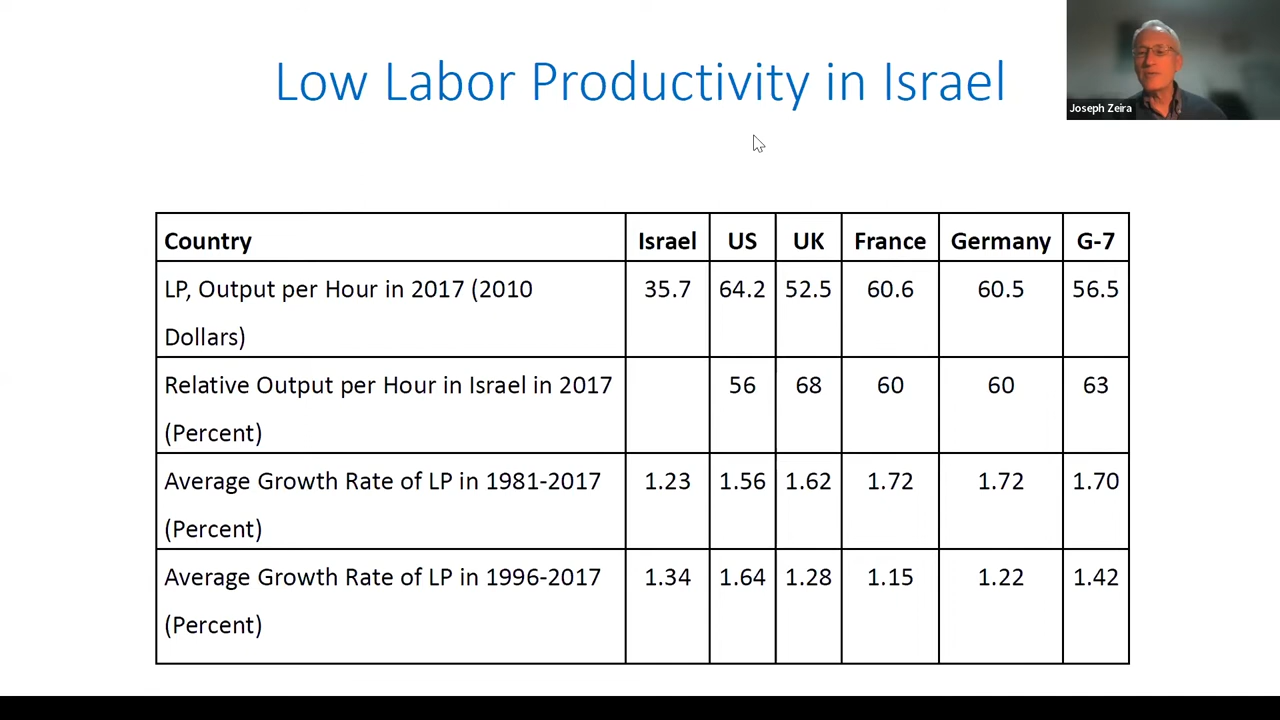 Low Labor Productivity in Israel
Joseph Zeira
Country Israel US UK France Germany G-7
LP, Output per Hour in 2017 (2010 35.7 64.2 52.5 60.6 60.5 56.5
Dollars)
Relative Output per Hour in Israel in 2017 56 68 60 60 63
(Percent)
Average Growth Rate of LP in 1981-2017 1.23 1.56 1.62 1.72 1.72 1.70
(Percent)
Average Growth Rate of LP in 1996-2017 1.34 1.64 1.28 1.15 1.22 1.42
(Percent)